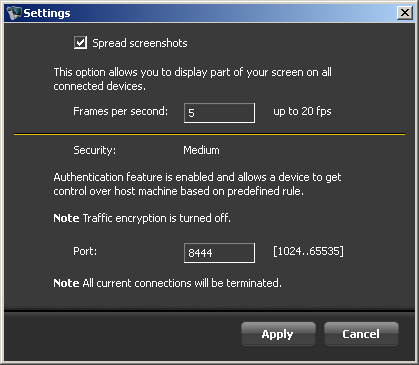 Settings
Spread screenshots
This option allows you to display part of your screen on all
connected devices.
Frames per second: 5 up to 20 fps
Security: Medium
Authentication feature is enabled and allows a device to get
control over host machine based on predefined rule.
Note Traffic encryption is turned off.
Port: 8444 [1024..65535]
Note All current connections will be terminated.
Apply Cancel